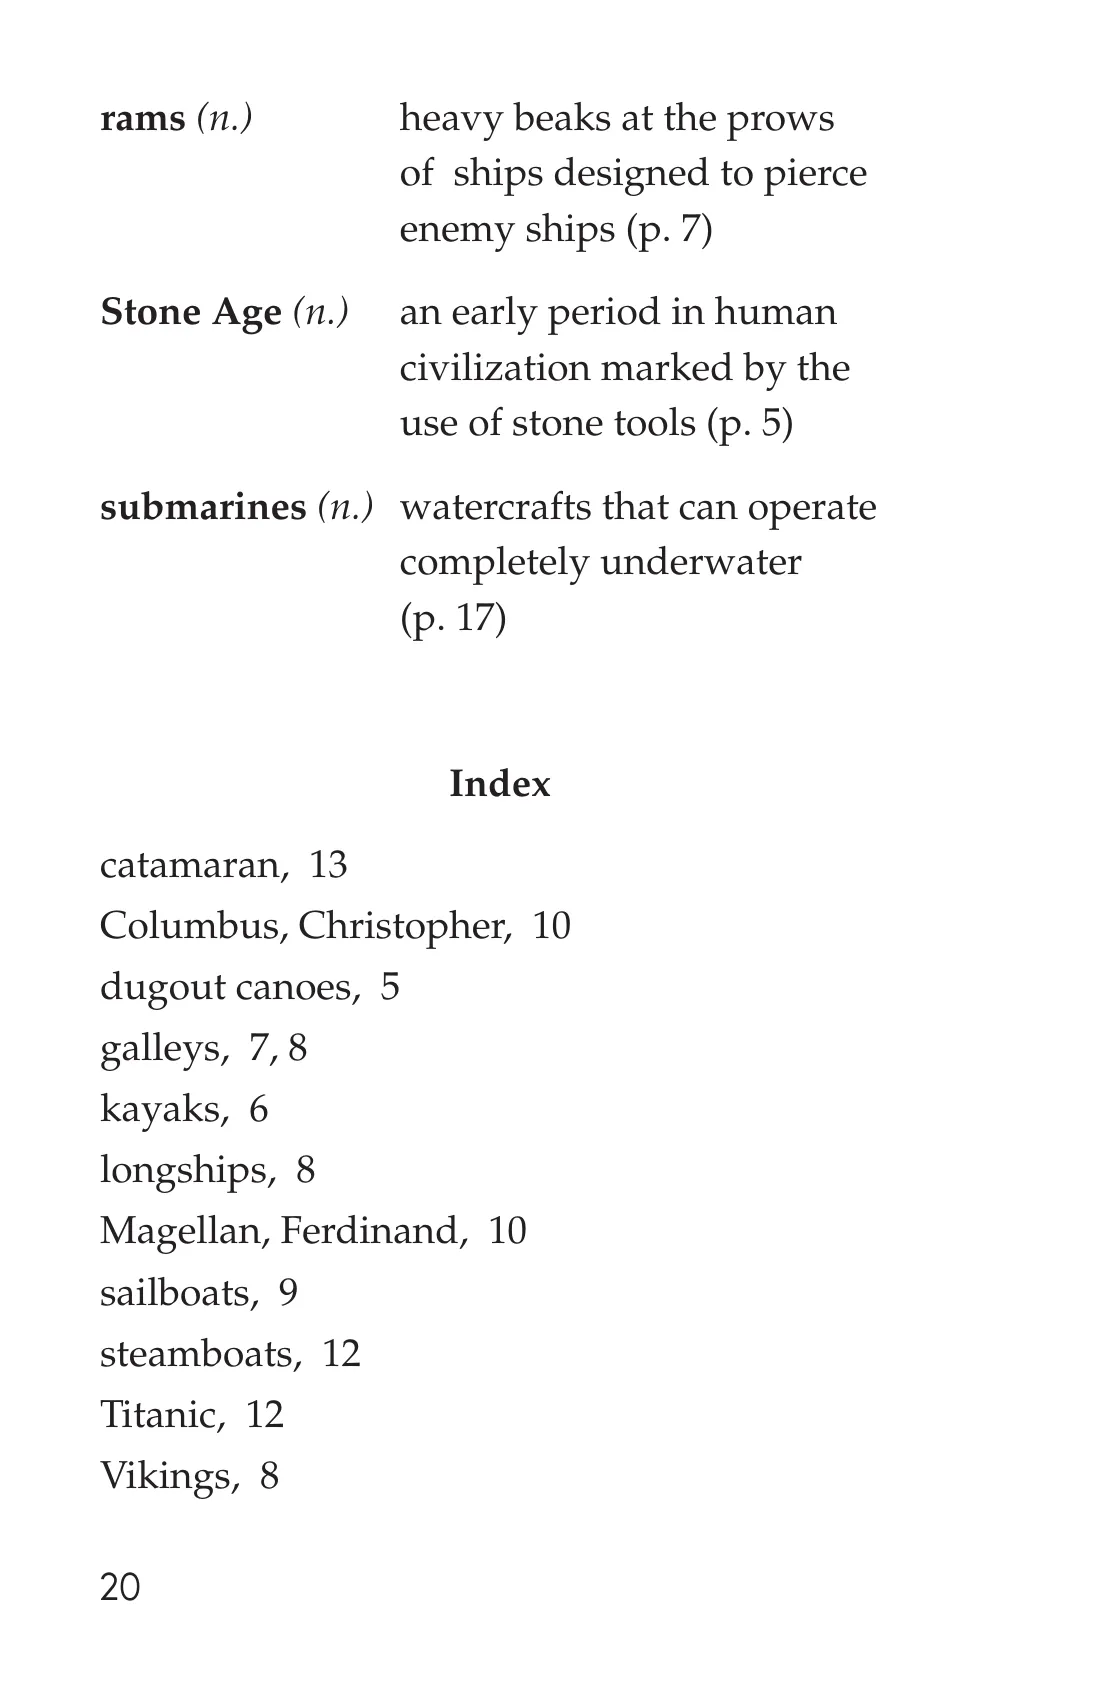 rams (n.) heavy beaks at the prows
of ships designed to pierce
enemy ships (p. 7)
Stone Age (n.) an early period in human
civilization marked by the
use of stone tools (p. 5)
submarines (n.) watercrafts that can operate
completely underwater
(p. 17)
Index
catamaran, 13
Columbus, Christopher, 10
dugout canoes, 5
galleys, 7, 8
kayaks, 6
longships, 8
Magellan, Ferdinand, 10
sailboats, 9
steamboats, 12
Titanic, 12
Vikings, 8
20